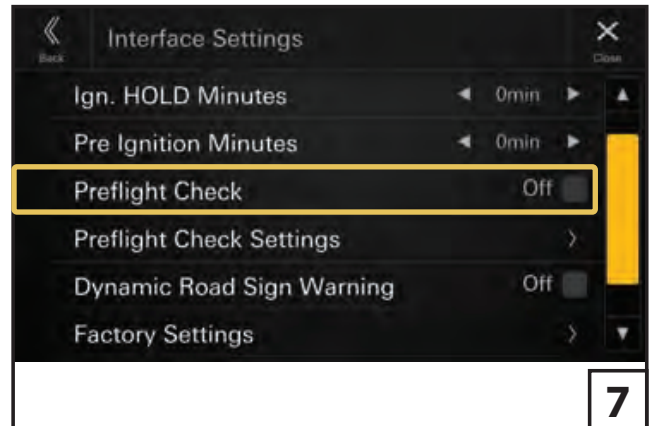 Back
Interface Settings
Close
Ign. HOLD Minutes 0min
Pre Ignition Minutes 0min
Preflight Check Off
Preflight Check Settings
Dynamic Road Sign Warning Off
Factory Settings
7